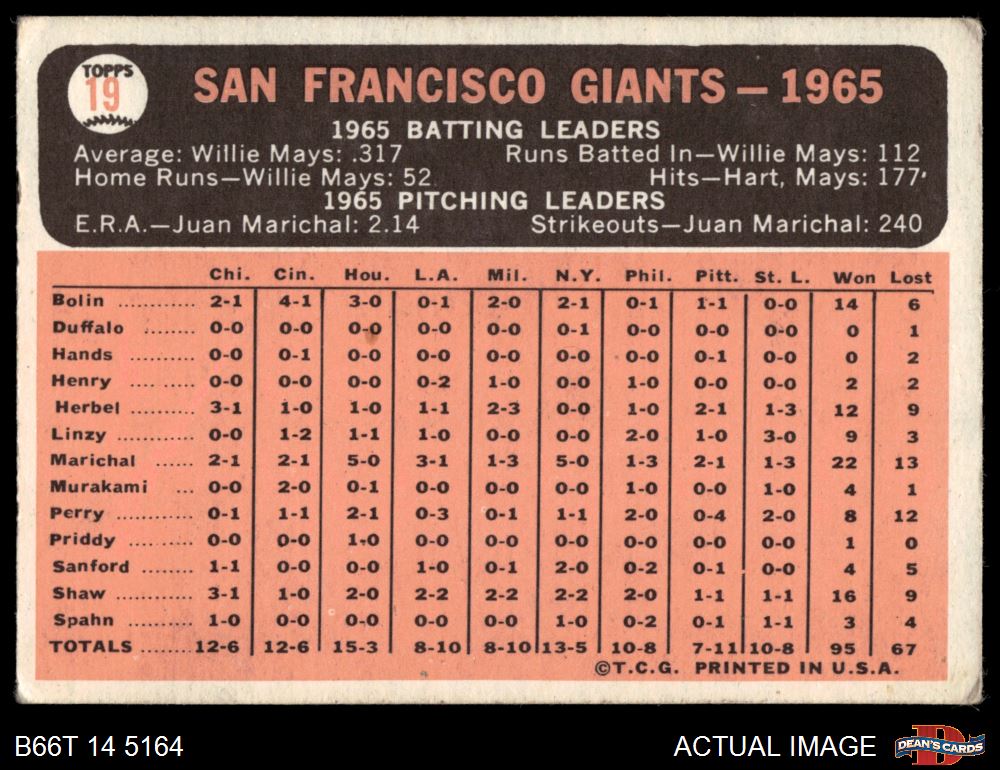 TOPPS
19
SAN FRANCISCO GIANTS — 1965
1965 BATTING LEADERS
Average: Willie Mays: .317 Runs Batted In—Willie Mays: 112
Home Runs—Willie Mays: 52 Hits—Hart, Mays: 177
1965 PITCHING LEADERS
E.R.A.—Juan Marichal: 2.14 Strikeouts—Juan Marichal: 240
Chi. Cin. Hou. L.A. Mil. N.Y. Phil. Pitt. St. L. Won Lost
Bolin ........... 2-1 4-1 3-0 0-1 2-0 2-1 0-1 1-1 0-0 14 6
Duffalo ....... 0-0 0-0 0-0 0-0 0-0 0-1 0-0 0-0 0-0 0 1
Hands ......... 0-0 0-1 0-0 0-0 0-0 0-0 0-0 0-1 0-0 0 2
Henry .... ..... 0-0 0-0 0-0 0-2 1-0 0-0 1-0 0-0 0-0 2 2
Herbel ......... 3-1 1-0 1-0 1-1 2-3 0-0 1-0 2-1 1-3 12 9
Linzy ........... 0-0 1-2 1-1 1-0 0-0 0-0 2-0 1-0 3-0 9 3
Marichal ...... 2-1 2-1 5-0 3-1 1-3 5-0 1-3 2-1 1-3 22 13
Murakami ... 0-0 2-0 0-1 0-0 0-0 0-0 1-0 0-0 1-0 4 1
Perry ........... 0-1 1-1 2-1 0-3 0-1 1-1 2-0 0-4 2-0 8 12
Priddy ......... 0-0 0-0 1-0 0-0 0-0 0-0 0-0 0-0 0-0 1 0
Sanford ........ 1-1 0-0 0-0 1-0 0-1 2-0 0-2 0-1 0-0 4 5
Shaw ........... 3-1 1-0 2-0 2-2 2-2 2-2 2-0 1-1 1-1 16 9
Spahn .......... 1-0 0-0 0-0 0-0 0-0 1-0 0-2 0-1 1-1 3 4
TOTALS ........ 12-6 12-6 15-3 8-10 8-10 13-5 10-8 7-11 10-8 95 67
©T.C.G. PRINTED IN U.S.A.
B66T 14 5164 ACTUAL IMAGE
D
DEAN'S CARDS